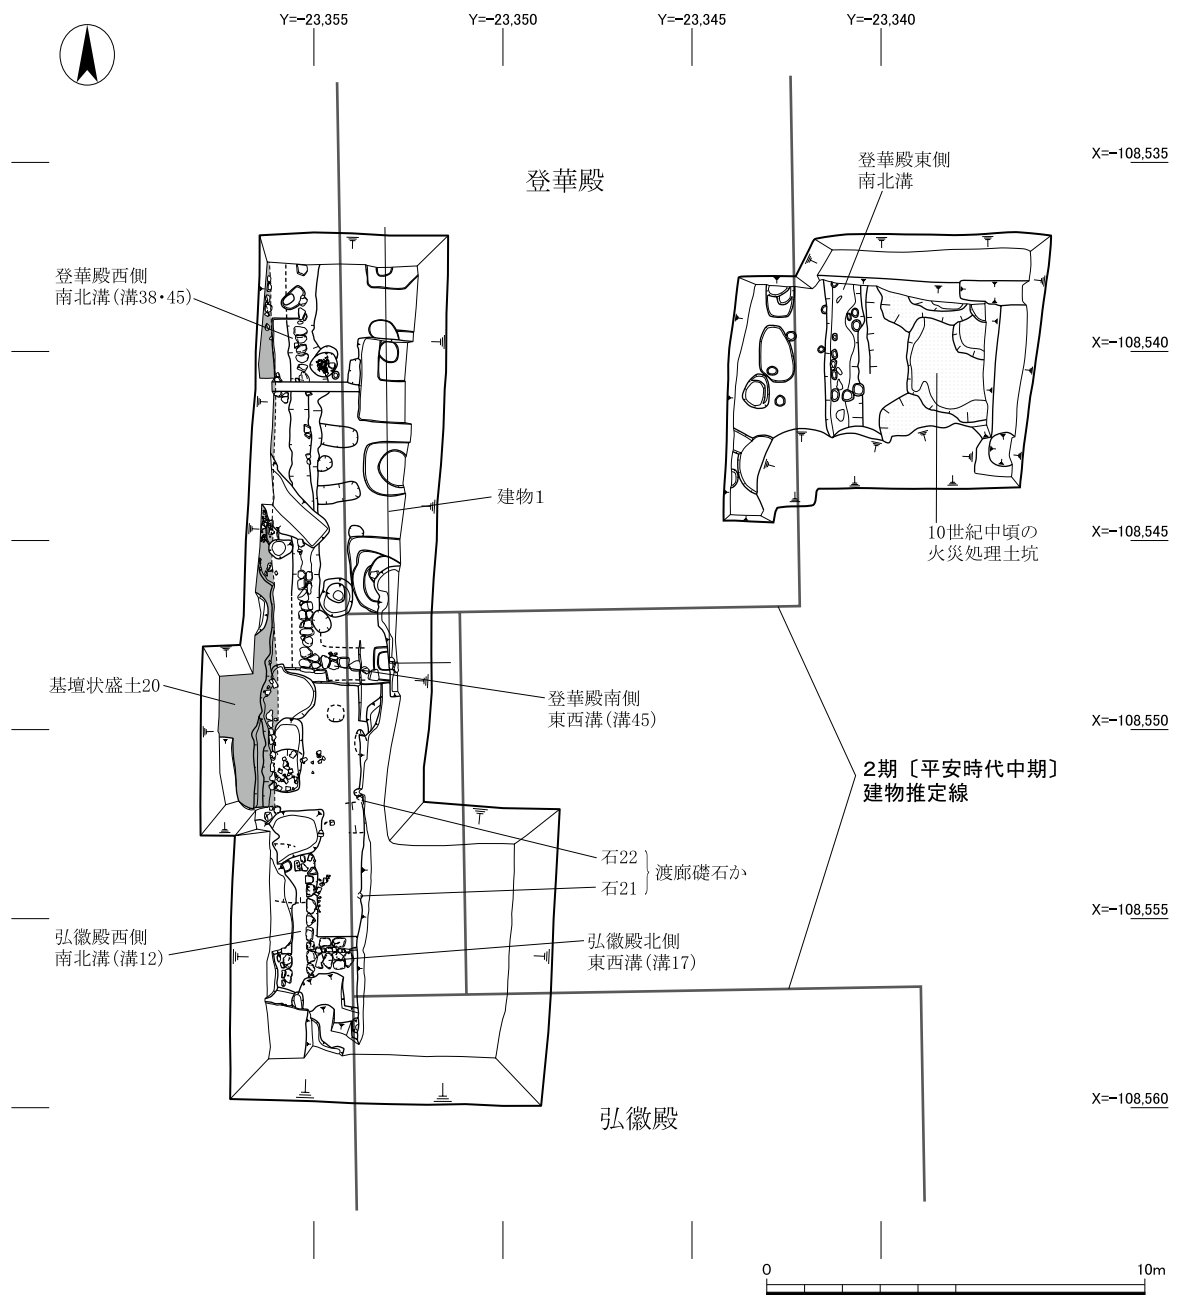 Y=-23,355
Y=-23,350
Y=-23,345
Y=-23,340
X=-108,535
登華殿
登華殿東側
南北溝
登華殿西側
南北溝(溝38・45)
X=-108,540
建物1
10世紀中頃の
火災処理土坑
X=-108,545
基壇状盛土20
登華殿南側
東西溝(溝45)
X=-108,550
2期〔平安時代中期〕
建物推定線
石22
石21
渡廊礎石か
X=-108,555
弘徽殿西側
南北溝(溝12)
弘徽殿北側
東西溝(溝17)
X=-108,560
弘徽殿
0
10m